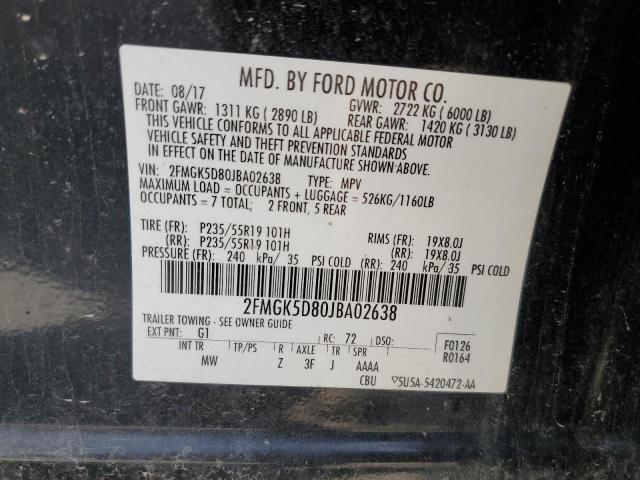 MFD. BY FORD MOTOR CO.
DATE: 08/17 GVWR: 2722 KG ( 6000 LB)
FRONT GAWR: 1311 KG ( 2890 LB) REAR GAWR: 1420 KG ( 3130 LB)
THIS VEHICLE CONFORMS TO ALL APPLICABLE FEDERAL MOTOR
VEHICLE SAFETY AND THEFT PREVENTION STANDARDS
IN EFFECT ON THE DATE OF MANUFACTURE SHOWN ABOVE.
VIN: 2FMGK5D80JBA02638 TYPE: MPV
MAXIMUM LOAD = OCCUPANTS + LUGGAGE = 526KG/1160LB
OCCUPANTS = 7 TOTAL: 2 FRONT, 5 REAR
TIRE (FR): P235/55R19 101H RIMS (FR): 19X8.0J
(RR): P235/55R19 101H (RR): 19X8.0J
PRESSURE (FR): 240 kPa/ 35 PSI COLD (RR): 240 kPa/ 35 PSI COLD
2FMGK5D80JBA02638
TRAILER TOWING - SEE OWNER GUIDE
EXT PNT: G1 RC: 72 DSO: F0126
R0164
INT TR TP/PS R AXLE TR SPR
MW Z 3F J AAAA
CBU ▽5U5A-5420472-AA